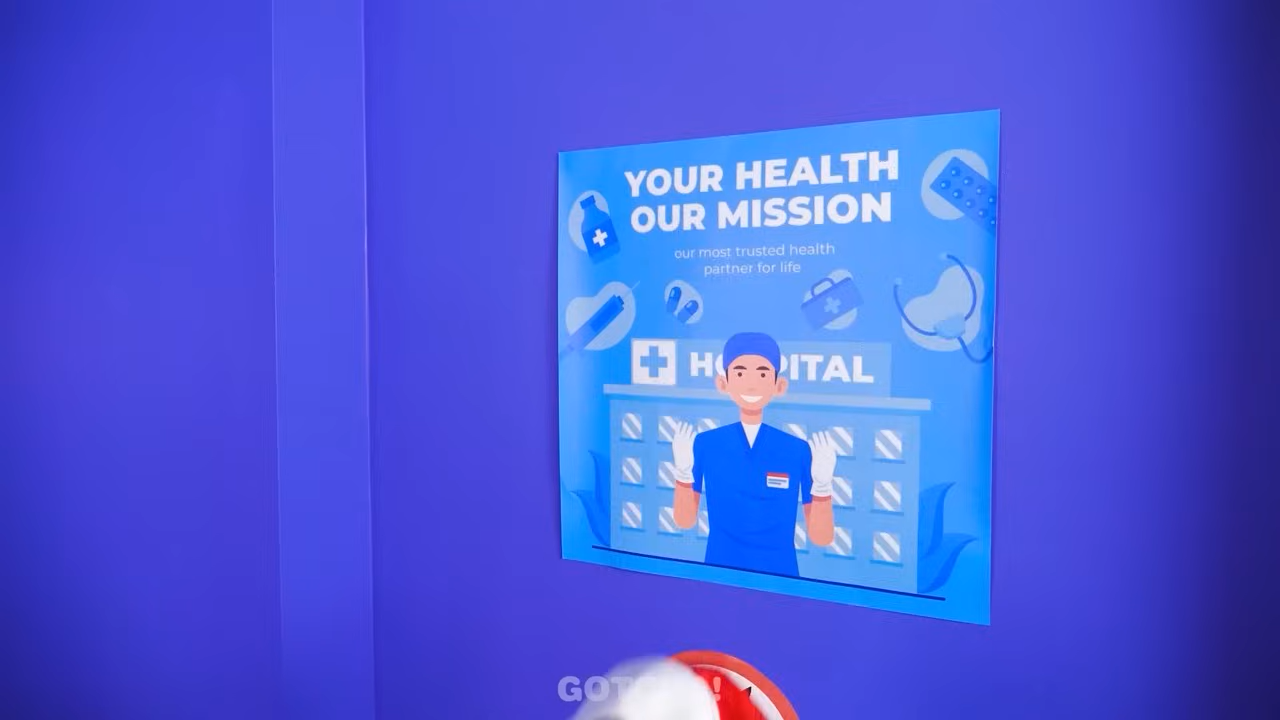 YOUR HEALTH
OUR MISSION
our most trusted health
partner for life